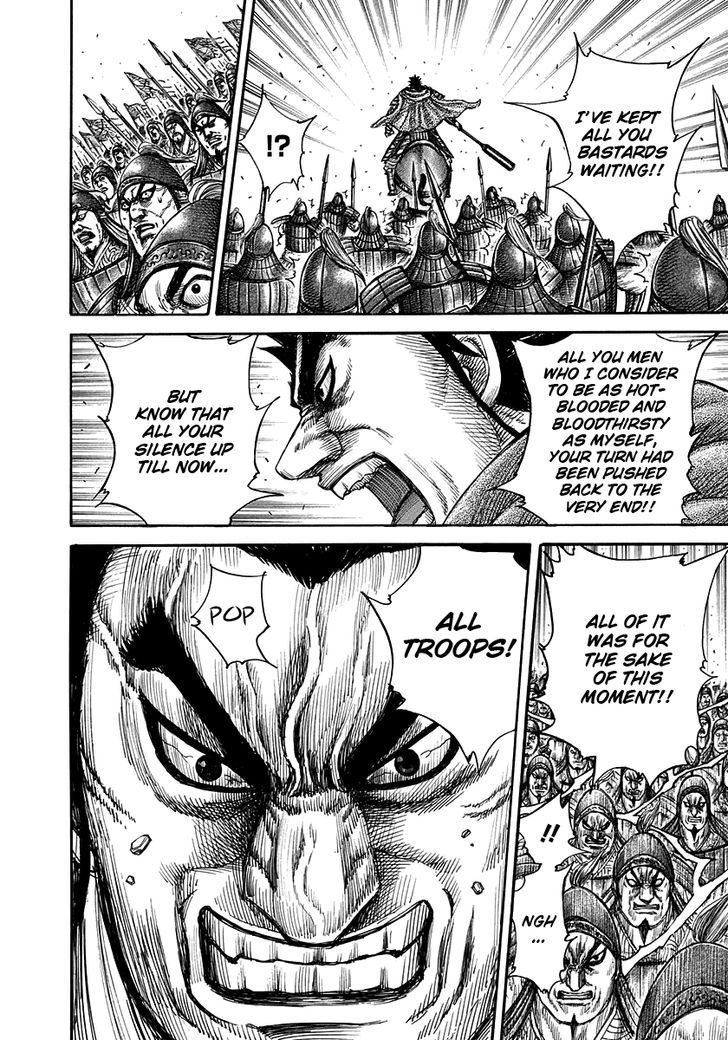 I'VE KEPT
ALL YOU
BASTARDS
WAITING!!
!?
ALL YOU MEN
WHO I CONSIDER
TO BE AS HOT-
BLOODED AND
BLOODTHIRSTY
AS MYSELF,
YOUR TURN HAD
BEEN PUSHED
BACK TO THE
VERY END!!
BUT
KNOW THAT
ALL YOUR
SILENCE UP
TILL NOW...
ALL OF IT
WAS FOR
THE SAKE
OF THIS
MOMENT!!
!!
NGH
...
ALL
TROOPS!
POP